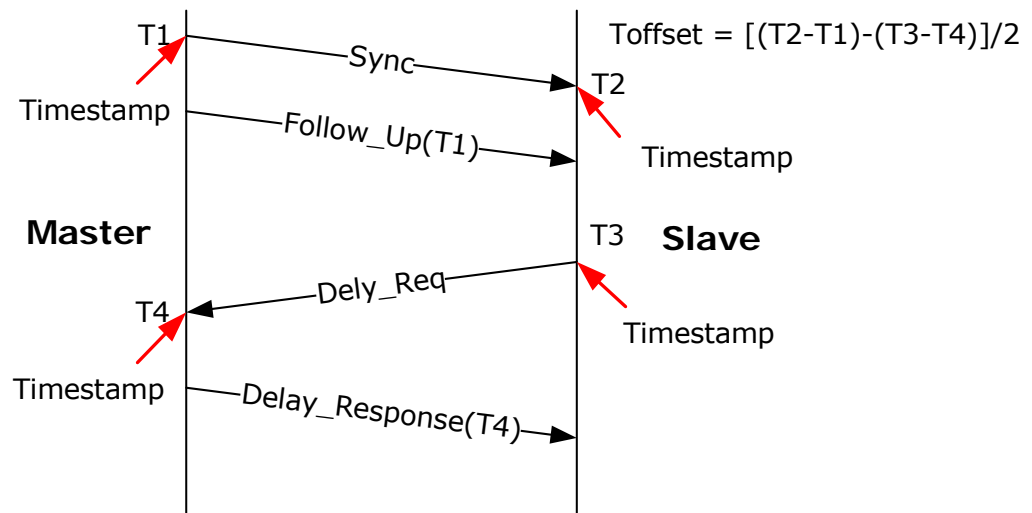 T1
Sync
Toffset = [(T2-T1)-(T3-T4)]/2
T2
Timestamp
Follow_Up(T1)
Timestamp
Master
T3
Slave
Dely_Req
T4
Timestamp
Timestamp
Delay_Response(T4)